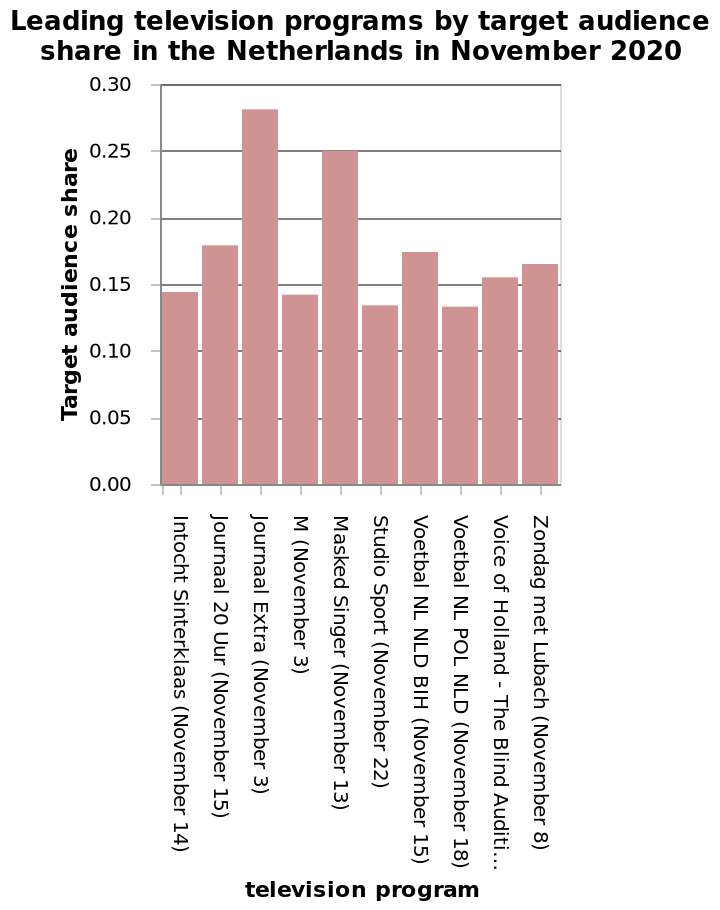 Leading television programs by target audience
share in the Netherlands in November 2020
Target audience share
0.30
0.25
0.20
0.15
0.10
0.05
0.00
Intocht Sinterklaas (November 14)
Journaal 20 Uur (November 15)
Journaal Extra (November 3)
M (November 3)
Masked Singer (November 13)
Studio Sport (November 22)
Voetbal NL NLD BIH (November 15)
Voetbal NL POL NLD (November 18)
Voice of Holland - The Blind Auditi…
Zondag met Lubach (November 8)
television program